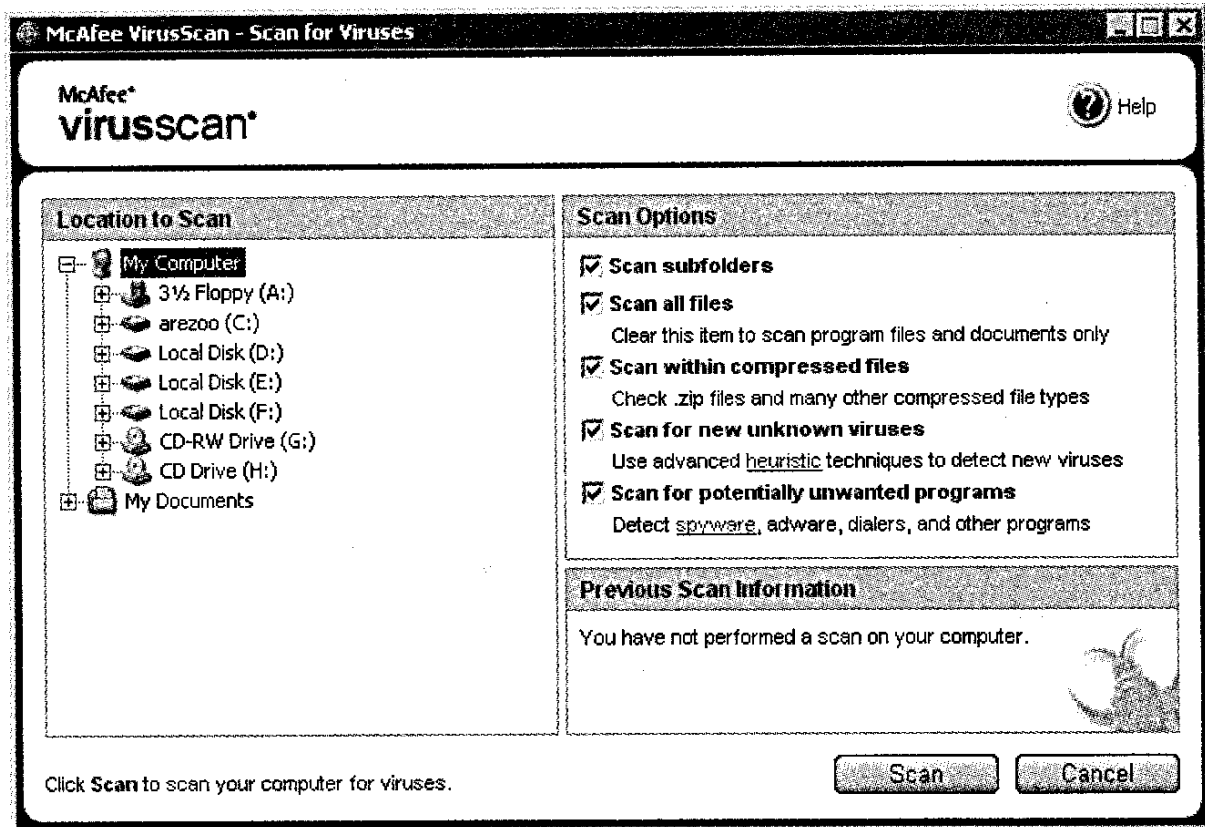 McAfee VirusScan - Scan for Viruses
McAfee®
virusscan®
Help
Location to Scan
My Computer
3½ Floppy (A:)
arezoo (C:)
Local Disk (D:)
Local Disk (E:)
Local Disk (F:)
CD-RW Drive (G:)
CD Drive (H:)
My Documents
Scan Options
Scan subfolders
Scan all files
Clear this item to scan program files and documents only
Scan within compressed files
Check .zip files and many other compressed file types
Scan for new unknown viruses
Use advanced heuristic techniques to detect new viruses
Scan for potentially unwanted programs
Detect spyware, adware, dialers, and other programs
Previous Scan Information
You have not performed a scan on your computer.
Click Scan to scan your computer for viruses.
Scan
Cancel